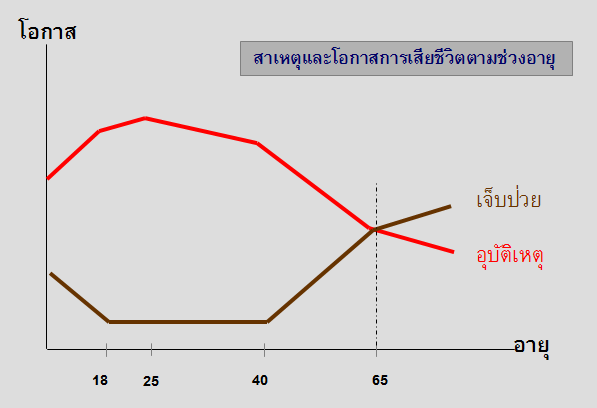 โอกาส
สาเหตุและโอกาสการเสียชีวิตตามช่วงอายุ
เจ็บป่วย
อุบัติเหตุ
อายุ
18 25 40 65